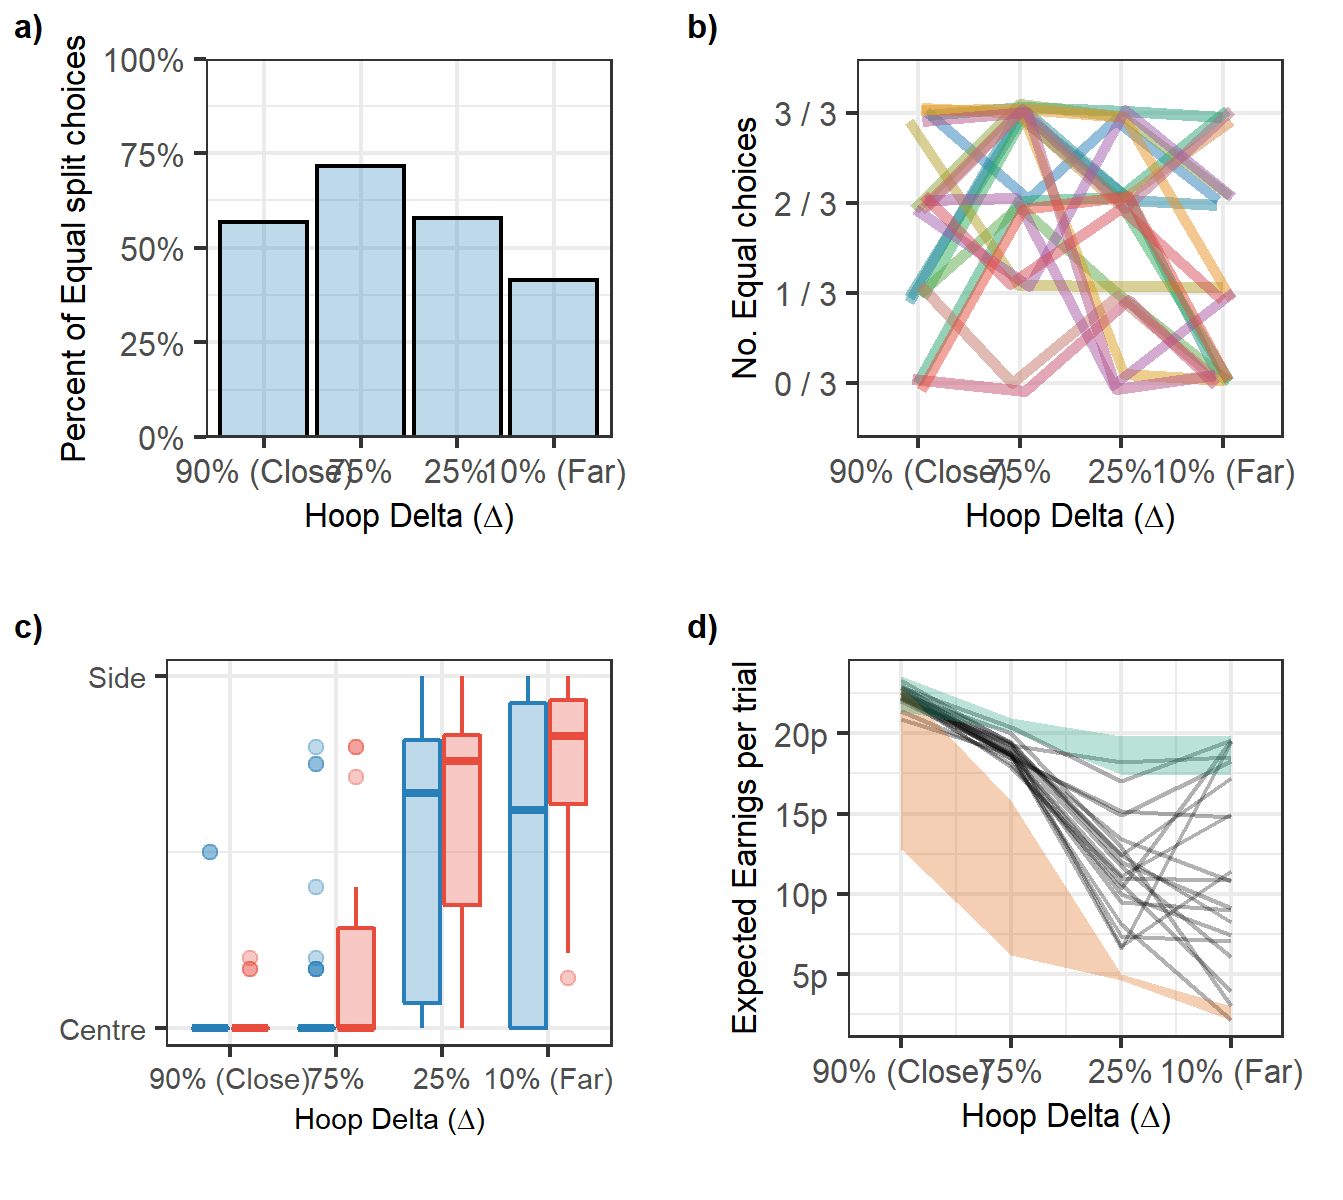 a)
Percent of Equal split choices
100%
75%
50%
25%
0%
90% (Close) 75% 25% 10% (Far)
Hoop Delta (Δ)
b)
No. Equal choices
3 / 3
2 / 3
1 / 3
0 / 3
90% (Close) 75% 25% 10% (Far)
Hoop Delta (Δ)
c)
Side
Centre
90% (Close) 75% 25% 10% (Far)
Hoop Delta (Δ)
d)
Expected Earnigs per trial
20p
15p
10p
5p
90% (Close) 75% 25% 10% (Far)
Hoop Delta (Δ)